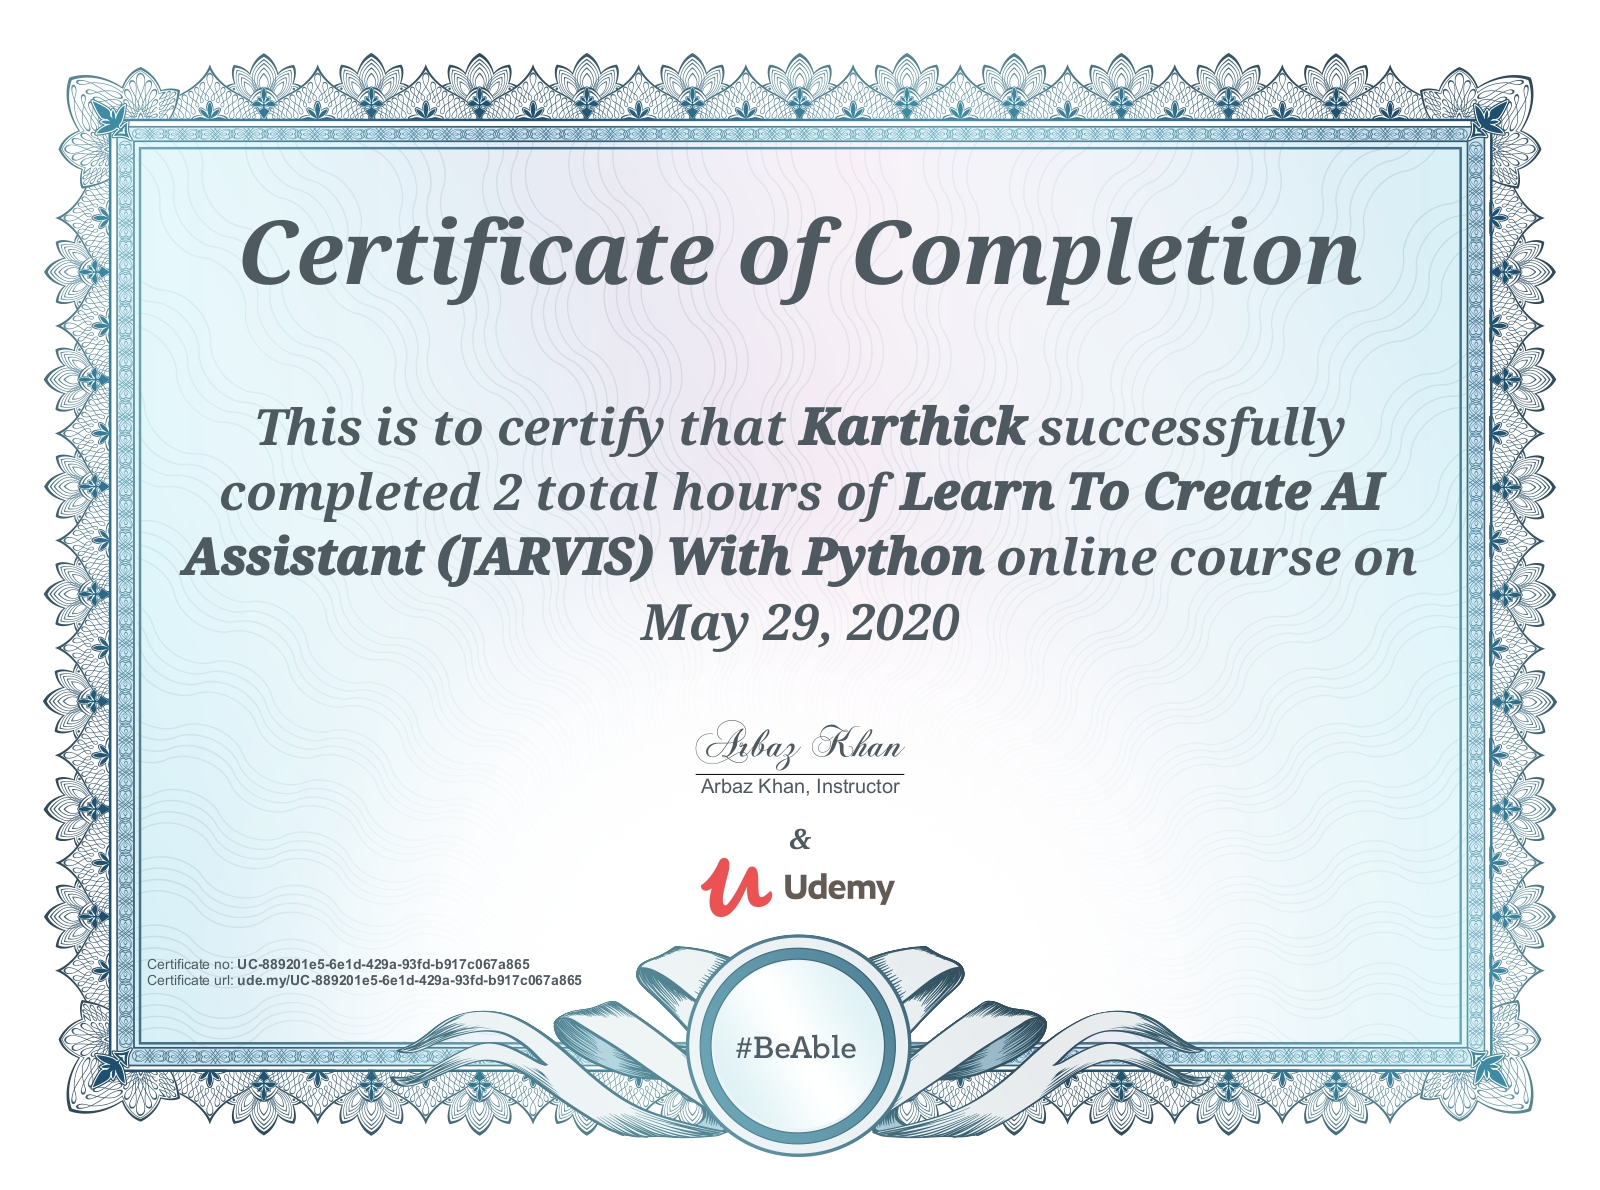 Certificate of Completion
This is to certify that Karthick successfully
completed 2 total hours of Learn To Create AI
Assistant (JARVIS) With Python online course on
May 29, 2020
Arbaz Khan
Arbaz Khan, Instructor
&
Udemy
Certificate no: UC-889201e5-6e1d-429a-93fd-b917c067a865
Certificate url: ude.my/UC-889201e5-6e1d-429a-93fd-b917c067a865
#BeAble